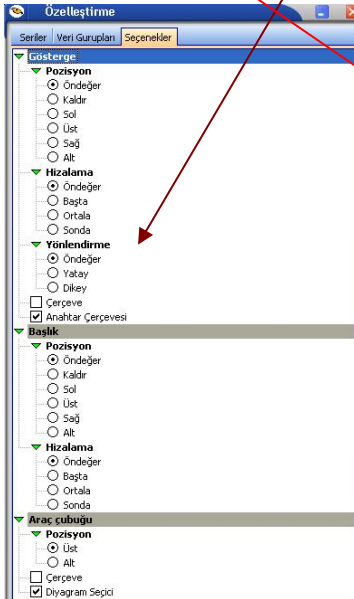 Özelleştirme
Seriler Veri Gurupları Seçenekler
Gösterge
Pozisyon
Öndeğer
Kaldır
Sol
Üst
Sağ
Alt
Hizalama
Öndeğer
Başta
Ortala
Sonda
Yönlendirme
Öndeğer
Yatay
Dikey
Çerçeve
Anahtar Çerçevesi
Başlık
Pozisyon
Öndeğer
Kaldır
Sol
Üst
Sağ
Alt
Hizalama
Öndeğer
Başta
Ortala
Sonda
Araç çubuğu
Pozisyon
Üst
Alt
Çerçeve
Diyagram Seçici